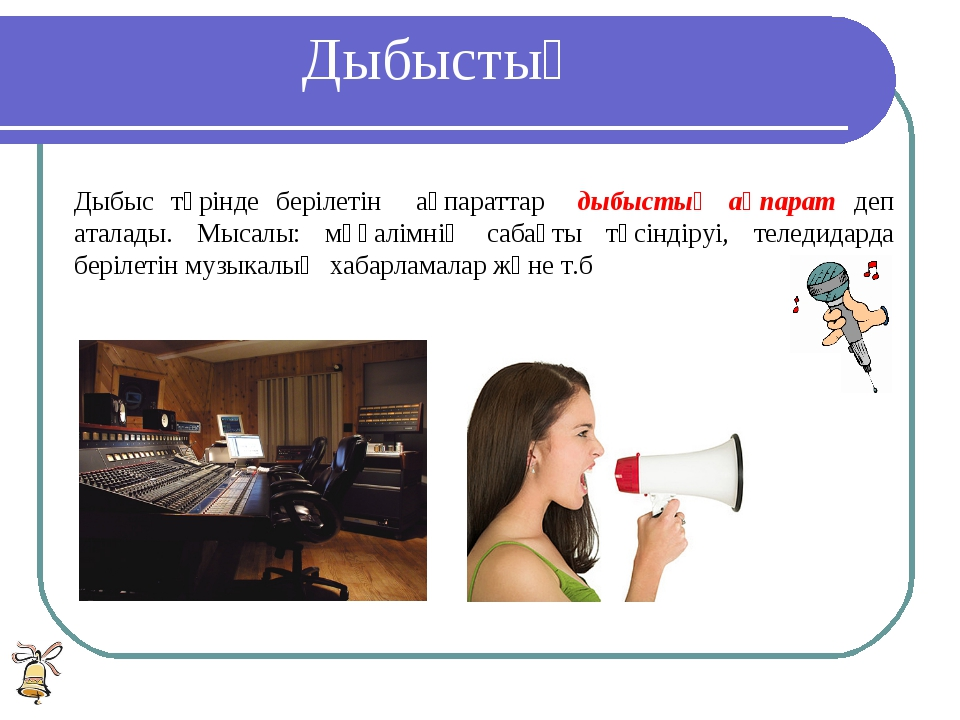 Дыбысты□
Дыбыс т□рінде берілетін а□параттар дыбысты□ а□парат деп
аталады. Мысалы: м□□алімні□ саба□ты т□сіндіруі, теледидарда
берілетін музыкалы□ хабарламалар ж□не т.б